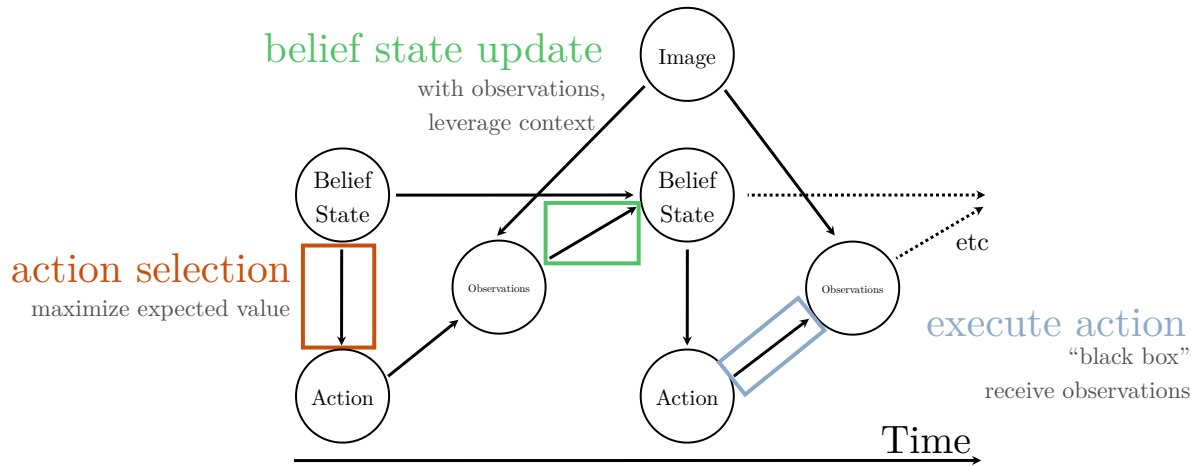 belief state update
with observations,
leverage context
Image
Belief
State
Belief
State
etc
action selection
maximize expected value
Observations
Observations
execute action
“black box”
receive observations
Action
Action
Time